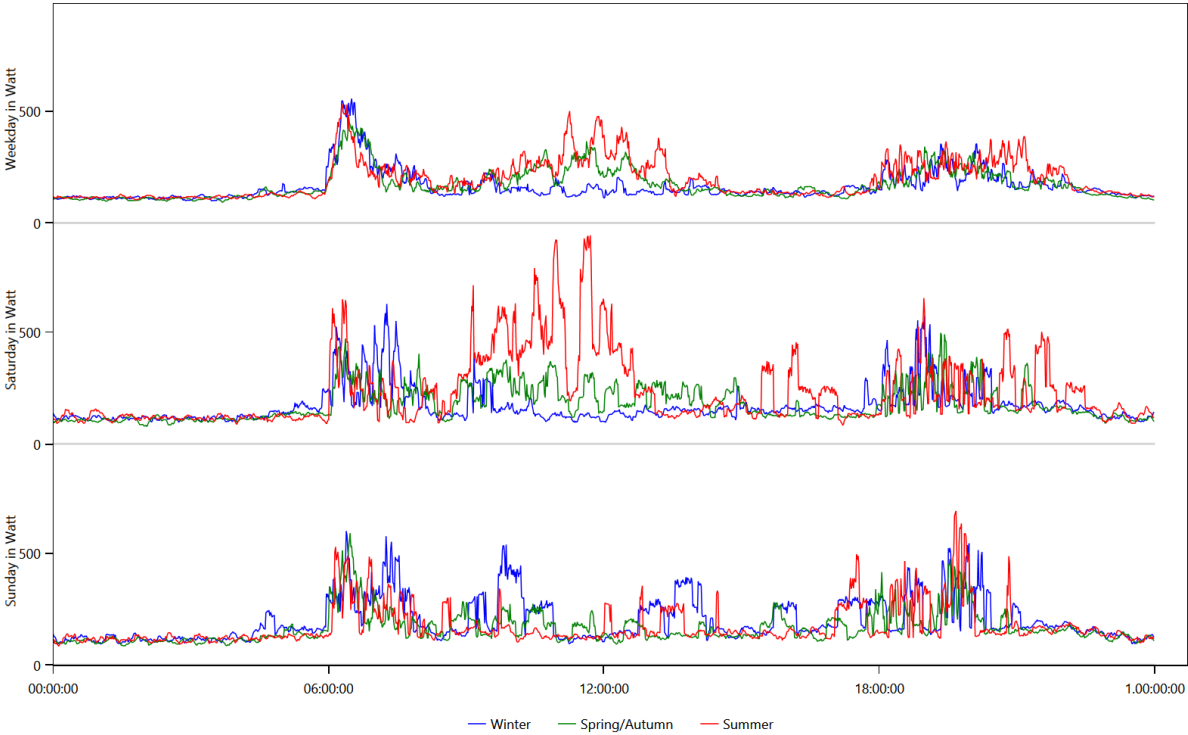 Weekday in Watt
500
0
Saturday in Watt
500
0
Sunday in Watt
500
0
00:00:00 06:00:00 12:00:00 18:00:00 1.00:00:00
Winter Spring/Autumn Summer